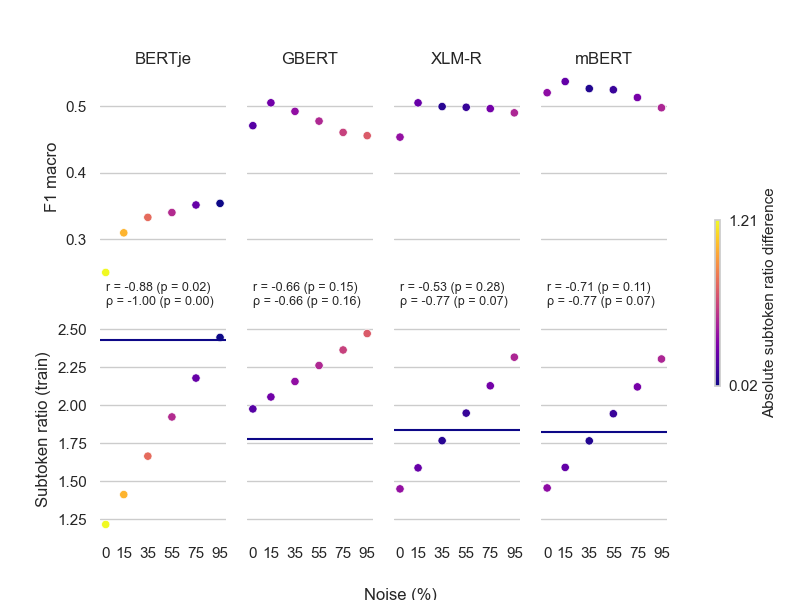 BERTje GBERT XLM-R mBERT
F1 macro
0.5
0.4
0.3
r = -0.88 (p = 0.02)
ρ = -1.00 (p = 0.00)
r = -0.66 (p = 0.15)
ρ = -0.66 (p = 0.16)
r = -0.53 (p = 0.28)
ρ = -0.77 (p = 0.07)
r = -0.71 (p = 0.11)
ρ = -0.77 (p = 0.07)
Subtoken ratio (train)
2.50
2.25
2.00
1.75
1.50
1.25
0 15 35 55 75 95 0 15 35 55 75 95 0 15 35 55 75 95 0 15 35 55 75 95
Noise (%)
1.21
0.02
Absolute subtoken ratio difference